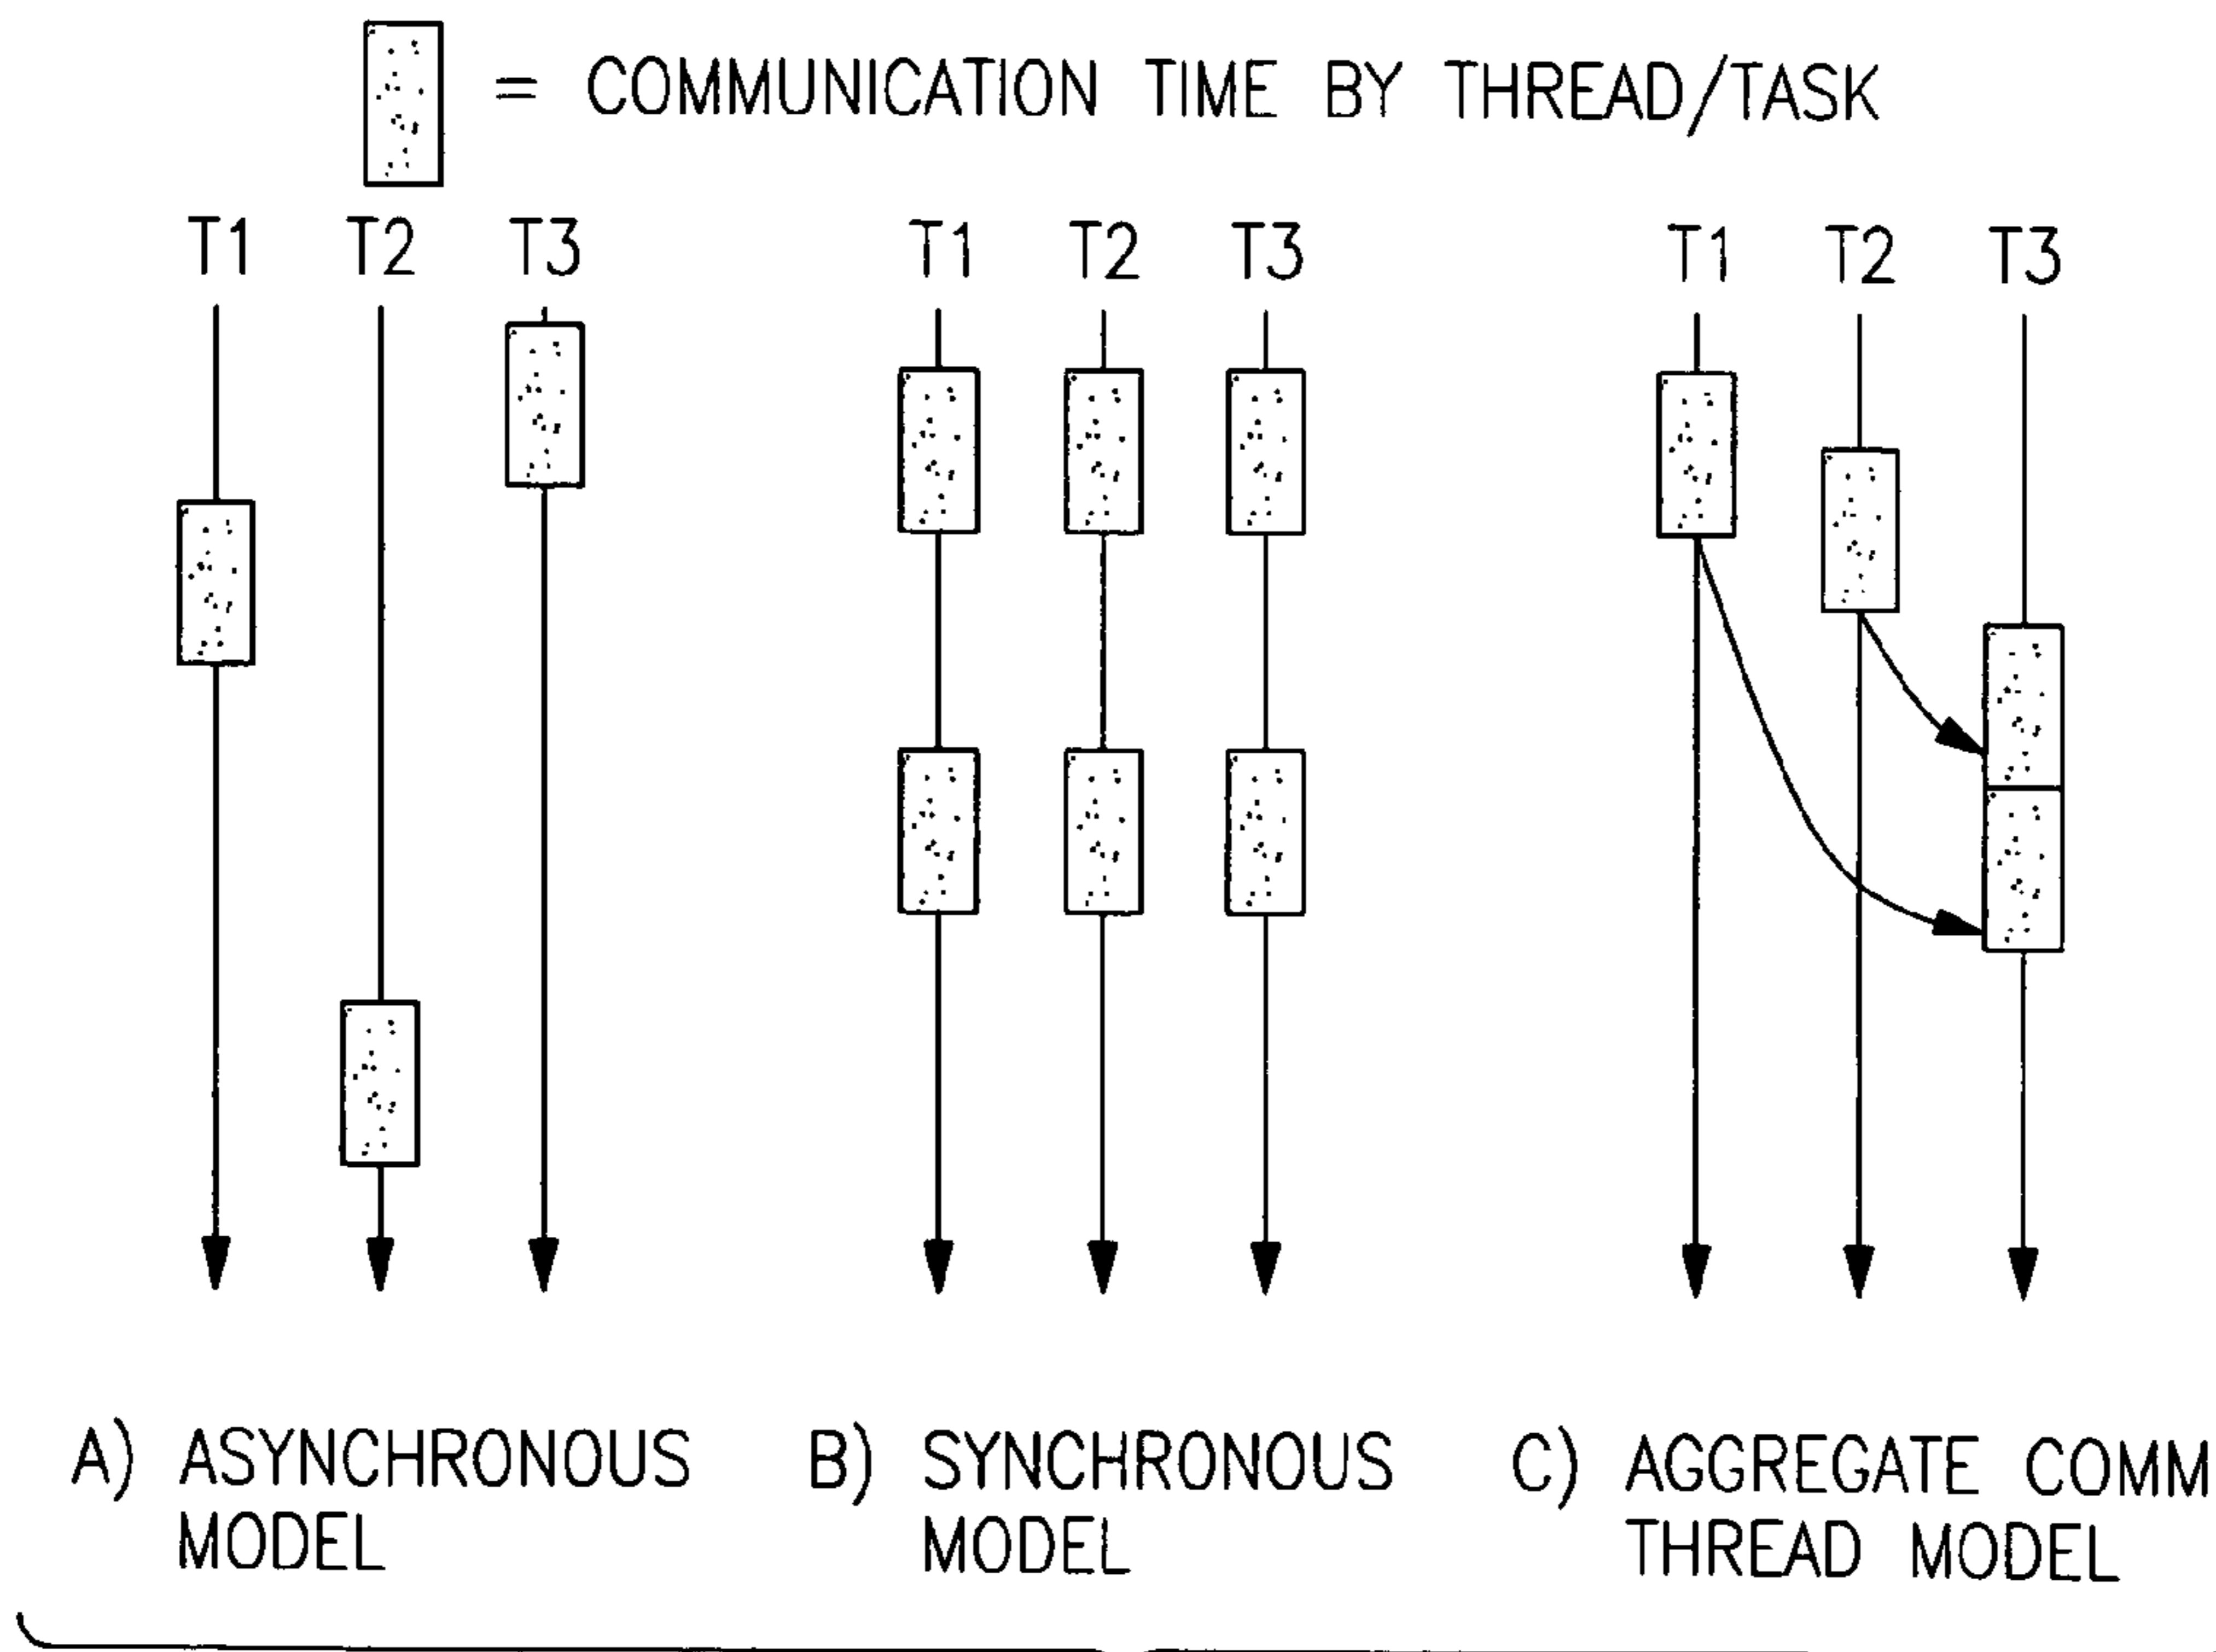 = COMMUNICATION TIME BY THREAD/TASK
T1 T2 T3
T1 T2 T3
T1 T2 T3
A) ASYNCHRONOUS
MODEL
B) SYNCHRONOUS
MODEL
C) AGGREGATE COMM
THREAD MODEL